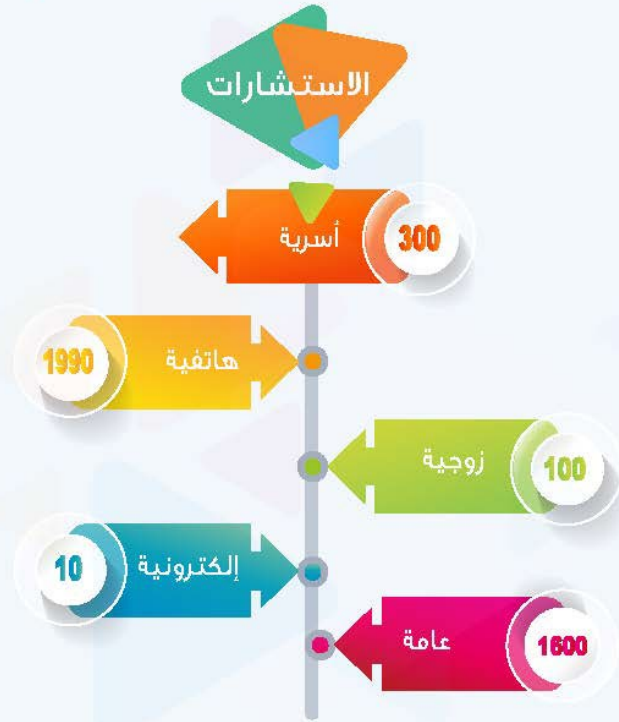 الاستشارات
أسرية
300
هاتفية
1990
زوجية
100
إلكترونية
10
عامة
1600